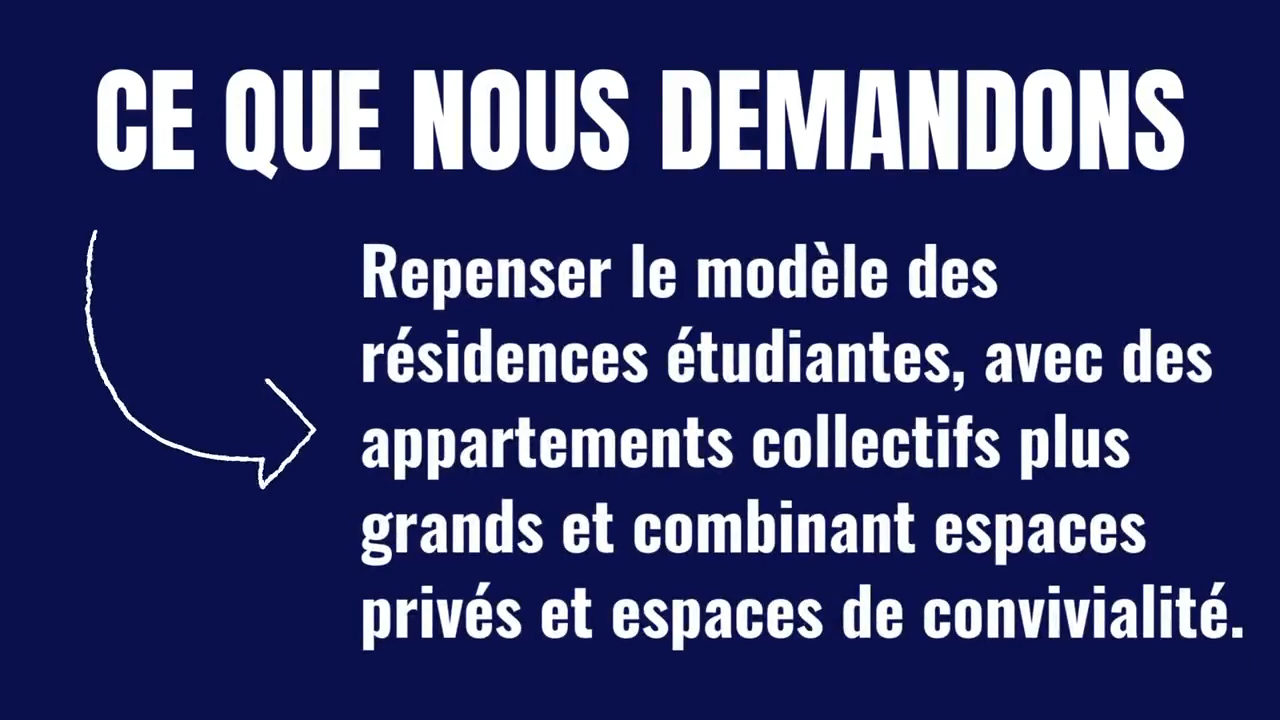 CE QUE NOUS DEMANDONS
Repenser le modèle des
résidences étudiantes, avec des
appartements collectifs plus
grands et combinant espaces
privés et espaces de convivialité.